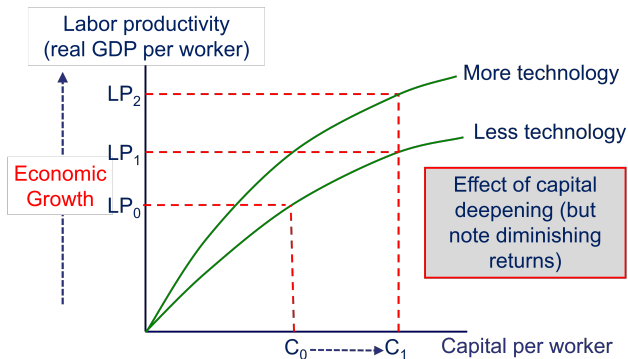 Labor productivity
(real GDP per worker)
More technology
LP2
Less technology
LP1
Economic
Growth
LP0
Effect of capital
deepening (but
note diminishing
returns)
C0
C1
Capital per worker